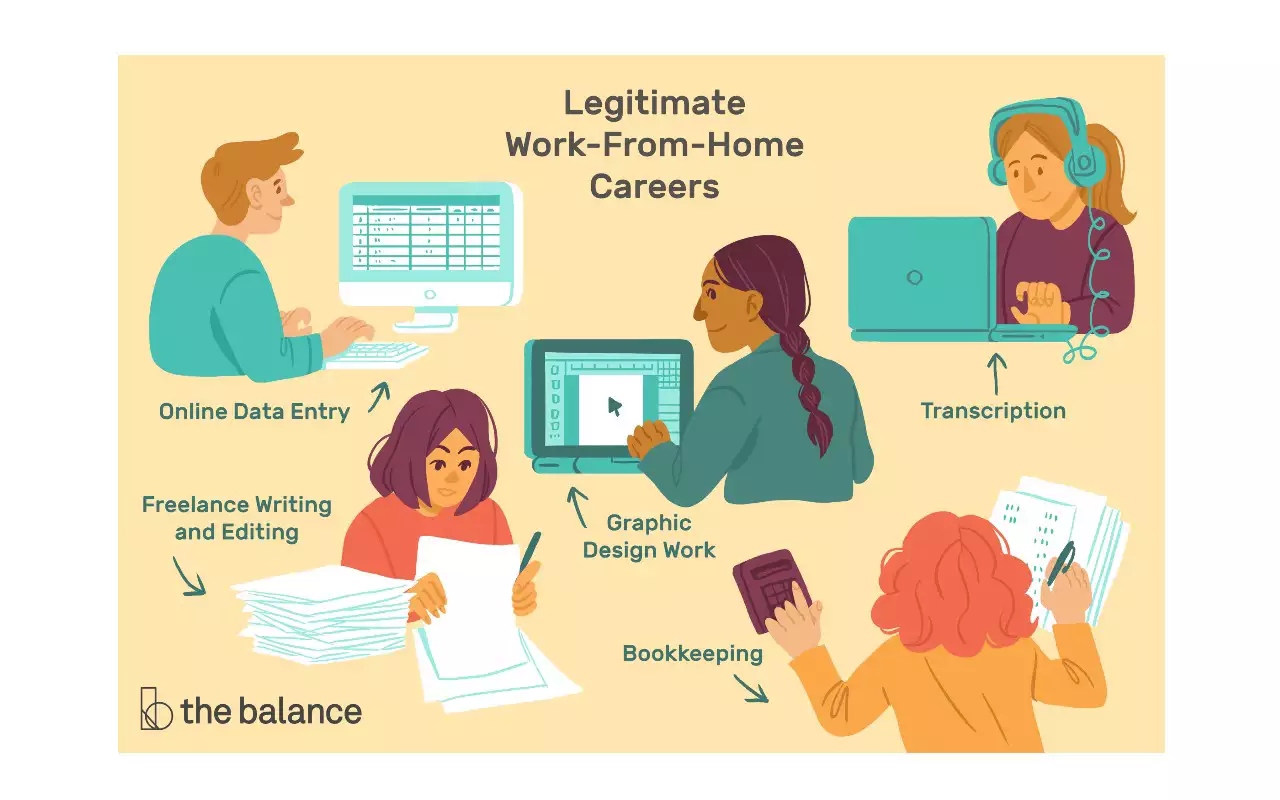 Legitimate
Work-From-Home
Careers
Online Data Entry
Transcription
Freelance Writing
and Editing
Graphic
Design Work
Bookkeeping
the balance